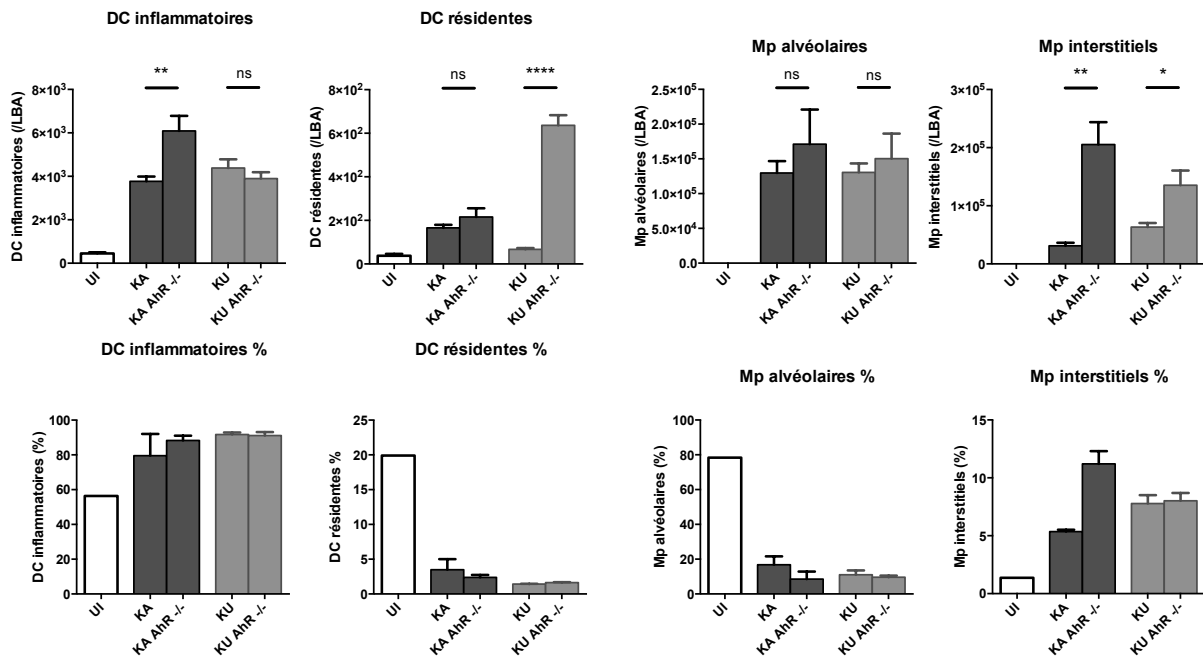 DC inflammatoires
DC inflammatoires (/LBA)
8×10³
6×10³
4×10³
2×10³
0
**
ns
UI
KA
KA AhR -/-
KU
KU AhR -/-
DC résidentes
DC résidentes (/LBA)
8×10²
6×10²
4×10²
2×10²
0
ns
****
UI
KA
KA AhR -/-
KU
KU AhR -/-
Mp alvéolaires
Mp alvéolaires (/LBA)
2.5×10⁵
2.0×10⁵
1.5×10⁵
1.0×10⁵
5.0×10⁴
0.0
ns
ns
UI
KA
KA AhR -/-
KU
KU AhR -/-
Mp interstitiels
Mp interstitiels (/LBA)
3×10⁵
2×10⁵
1×10⁵
0
**
*
UI
KA
KA AhR -/-
KU
KU AhR -/-
DC inflammatoires %
DC inflammatoires (%)
100
80
60
40
20
0
UI
KA
KA AhR -/-
KU
KU AhR -/-
DC résidentes %
DC résidentes %
25
20
15
10
5
0
UI
KA
KA AhR -/-
KU
KU AhR -/-
Mp alvéolaires %
Mp alvéolaires (%)
100
80
60
40
20
0
UI
KA
KA AhR -/-
KU
KU AhR -/-
Mp interstitiels %
Mp interstitiels (%)
15
10
5
0
UI
KA
KA AhR -/-
KU
KU AhR -/-